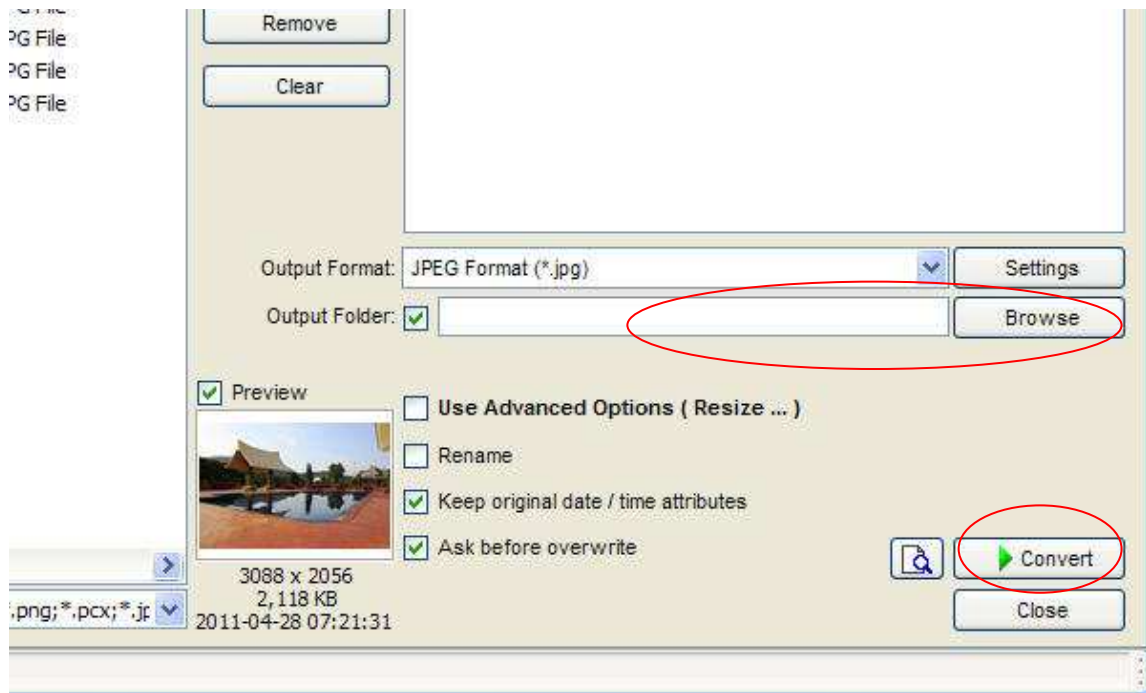 PG File
PG File
PG File
Remove
Clear
Output Format: JPEG Format (*.jpg) Settings
Output Folder: Browse
Preview
Use Advanced Options ( Resize ... )
Rename
Keep original date / time attributes
Ask before overwrite
3088 x 2056
2,118 KB
2011-04-28 07:21:31
Convert
Close
.png;*.pcx;*.jp